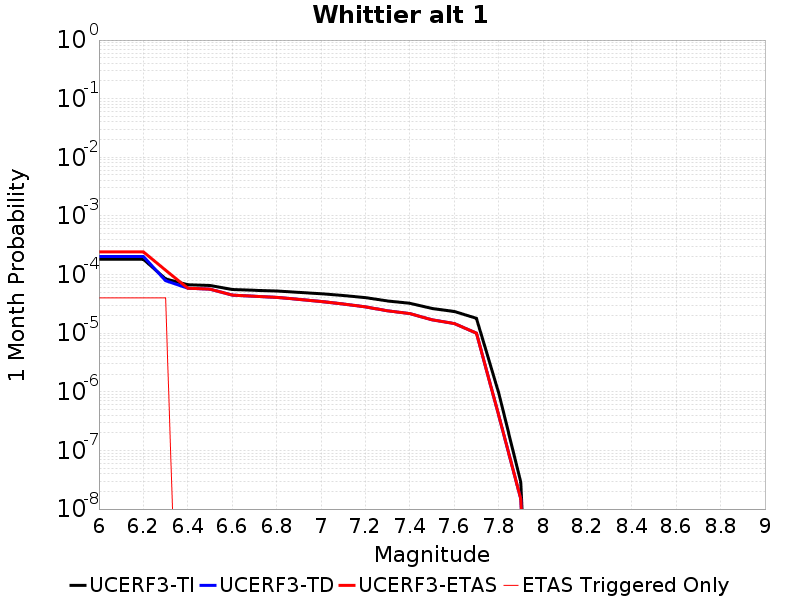 Whittier alt 1
1 Month Probability
10^0
10^-1
10^-2
10^-3
10^-4
10^-5
10^-6
10^-7
10^-8
6 6.2 6.4 6.6 6.8 7 7.2 7.4 7.6 7.8 8 8.2 8.4 8.6 8.8 9
Magnitude
UCERF3-TI UCERF3-TD UCERF3-ETAS ETAS Triggered Only